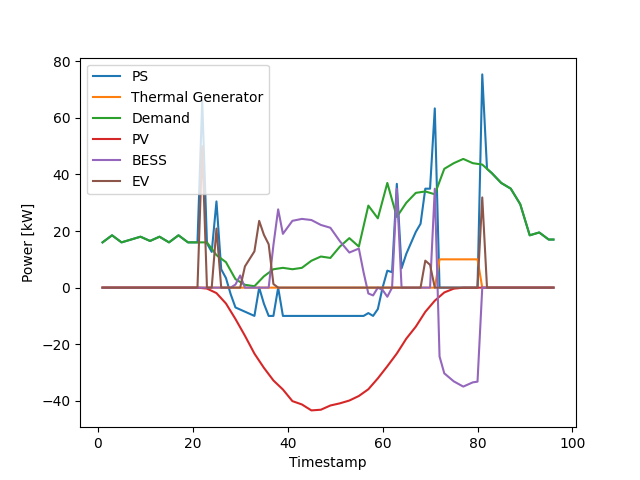 80
60
40
20
0
−20
−40
Power [kW]
PS
Thermal Generator
Demand
PV
BESS
EV
0
20
40
60
80
100
Timestamp